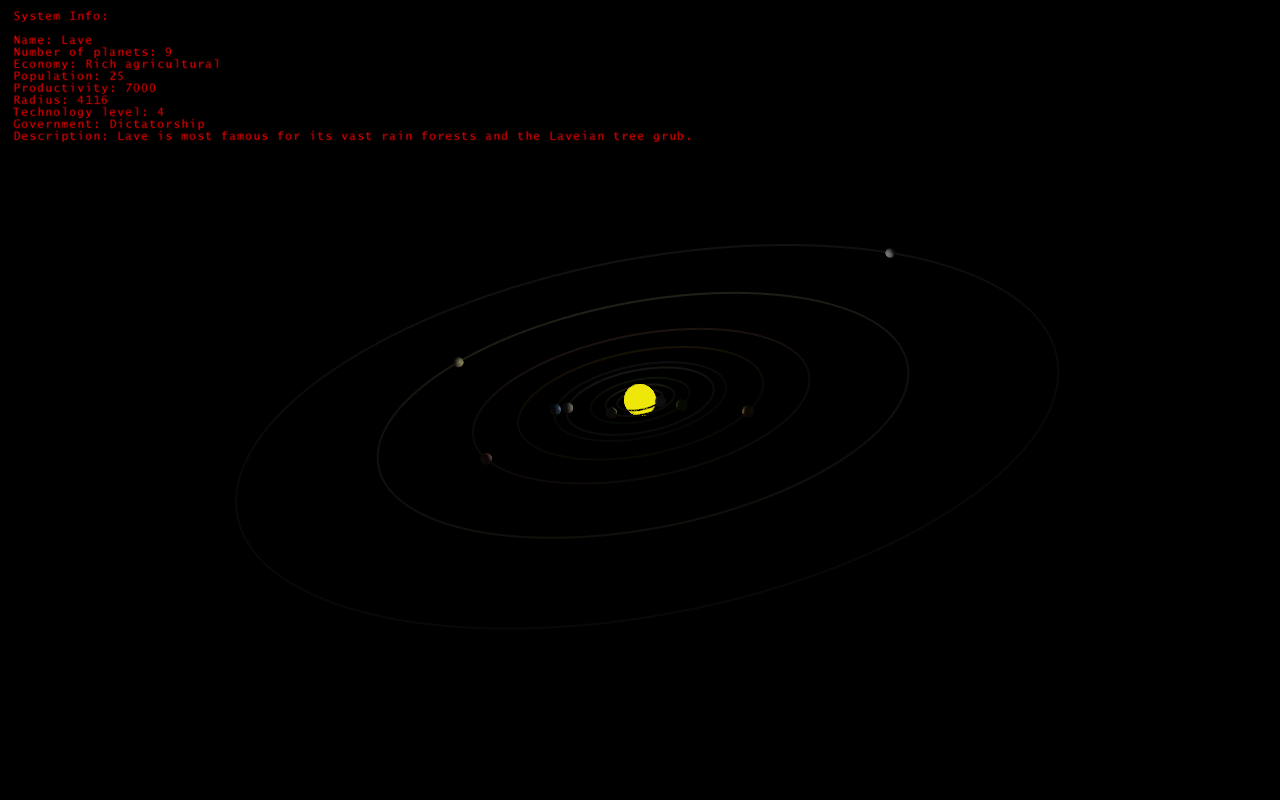 System Info:
Name: Lave
Number of planets: 9
Economy: Rich agricultural
Population: 25
Productivity: 7000
Radius: 4116
Technology level: 4
Government: Dictatorship
Description: Lave is most famous for its vast rain forests and the Laveian tree grub.